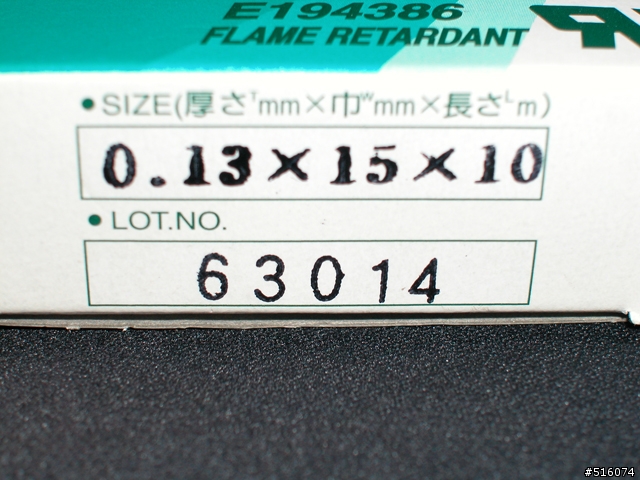 E194386
FLAME RETARDANT
●SIZE(厚さTmm×巾Wmm×長さLm)
0.13×15×10
●LOT.NO.
63014
#516074